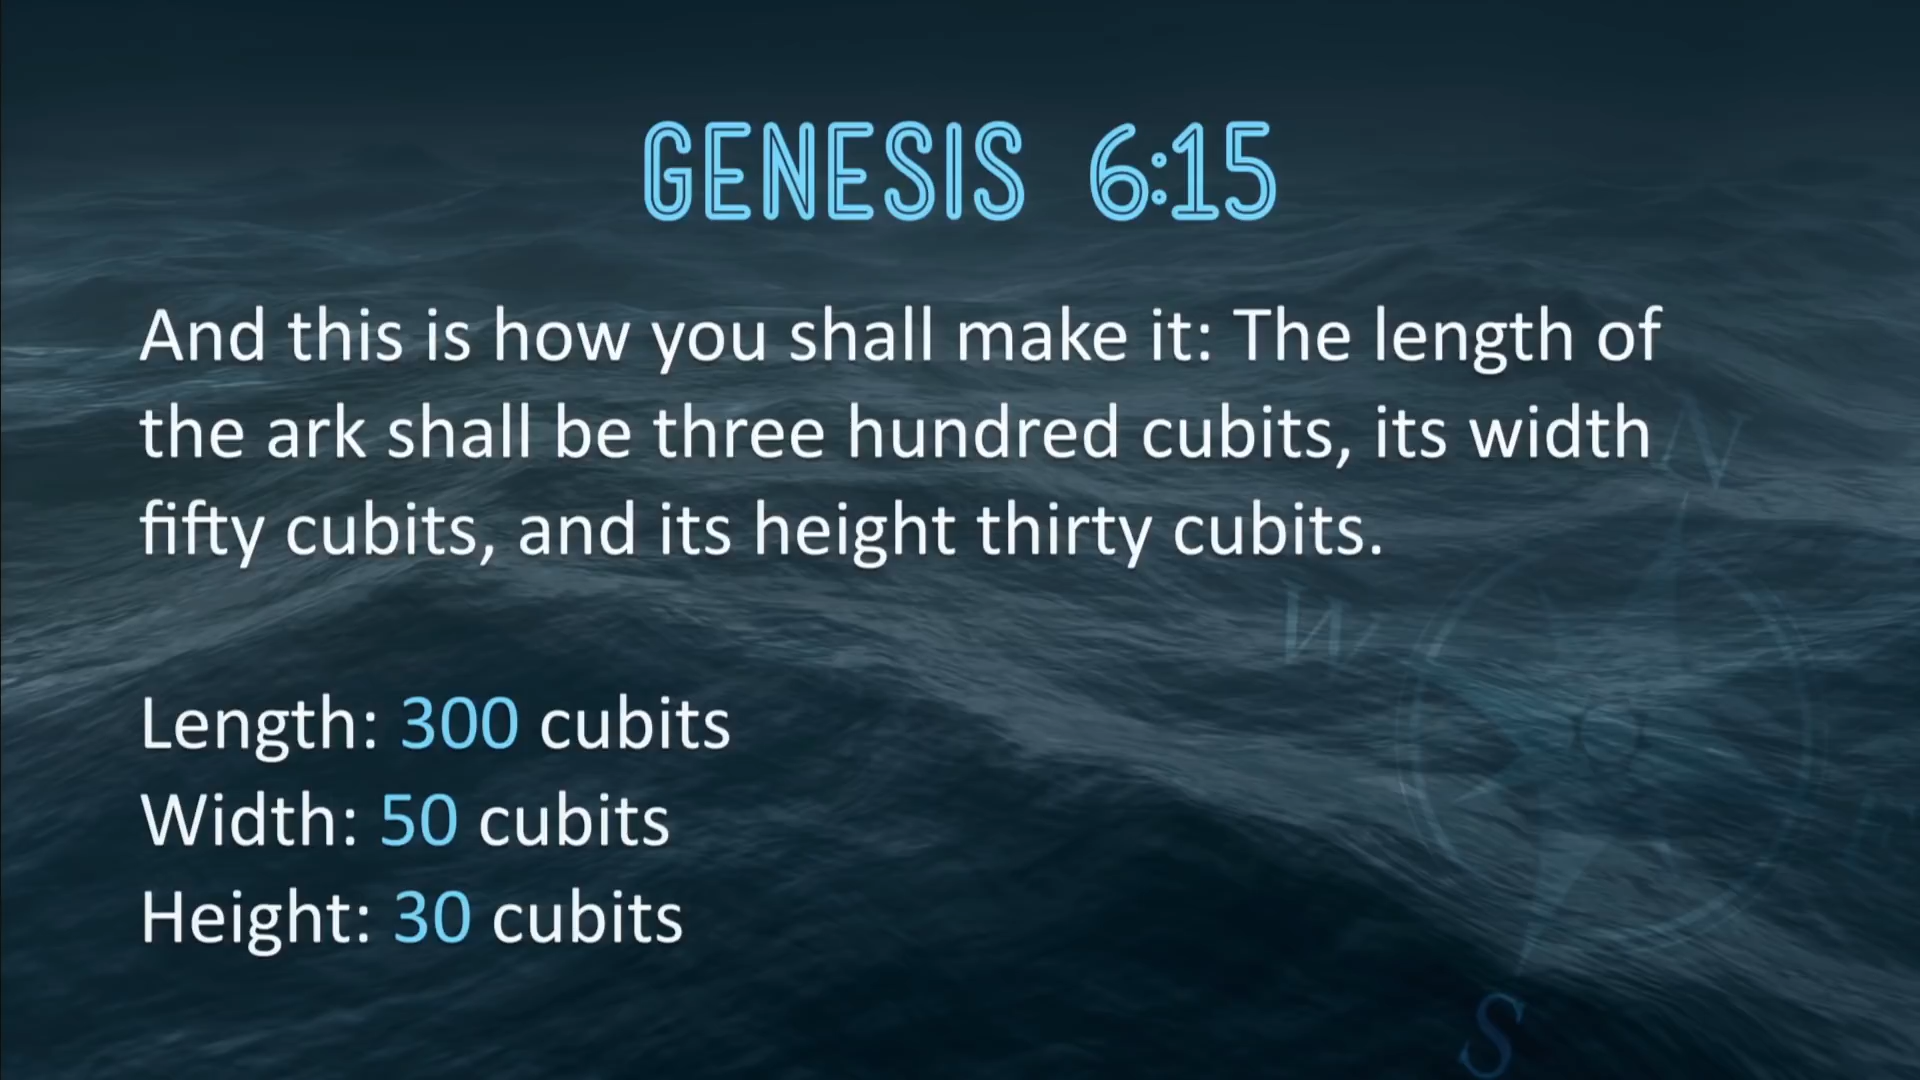 GENESIS 6:15
And this is how you shall make it: The length of
the ark shall be three hundred cubits, its width
fifty cubits, and its height thirty cubits.
Length: 300 cubits
Width: 50 cubits
Height: 30 cubits
N
W
E
S